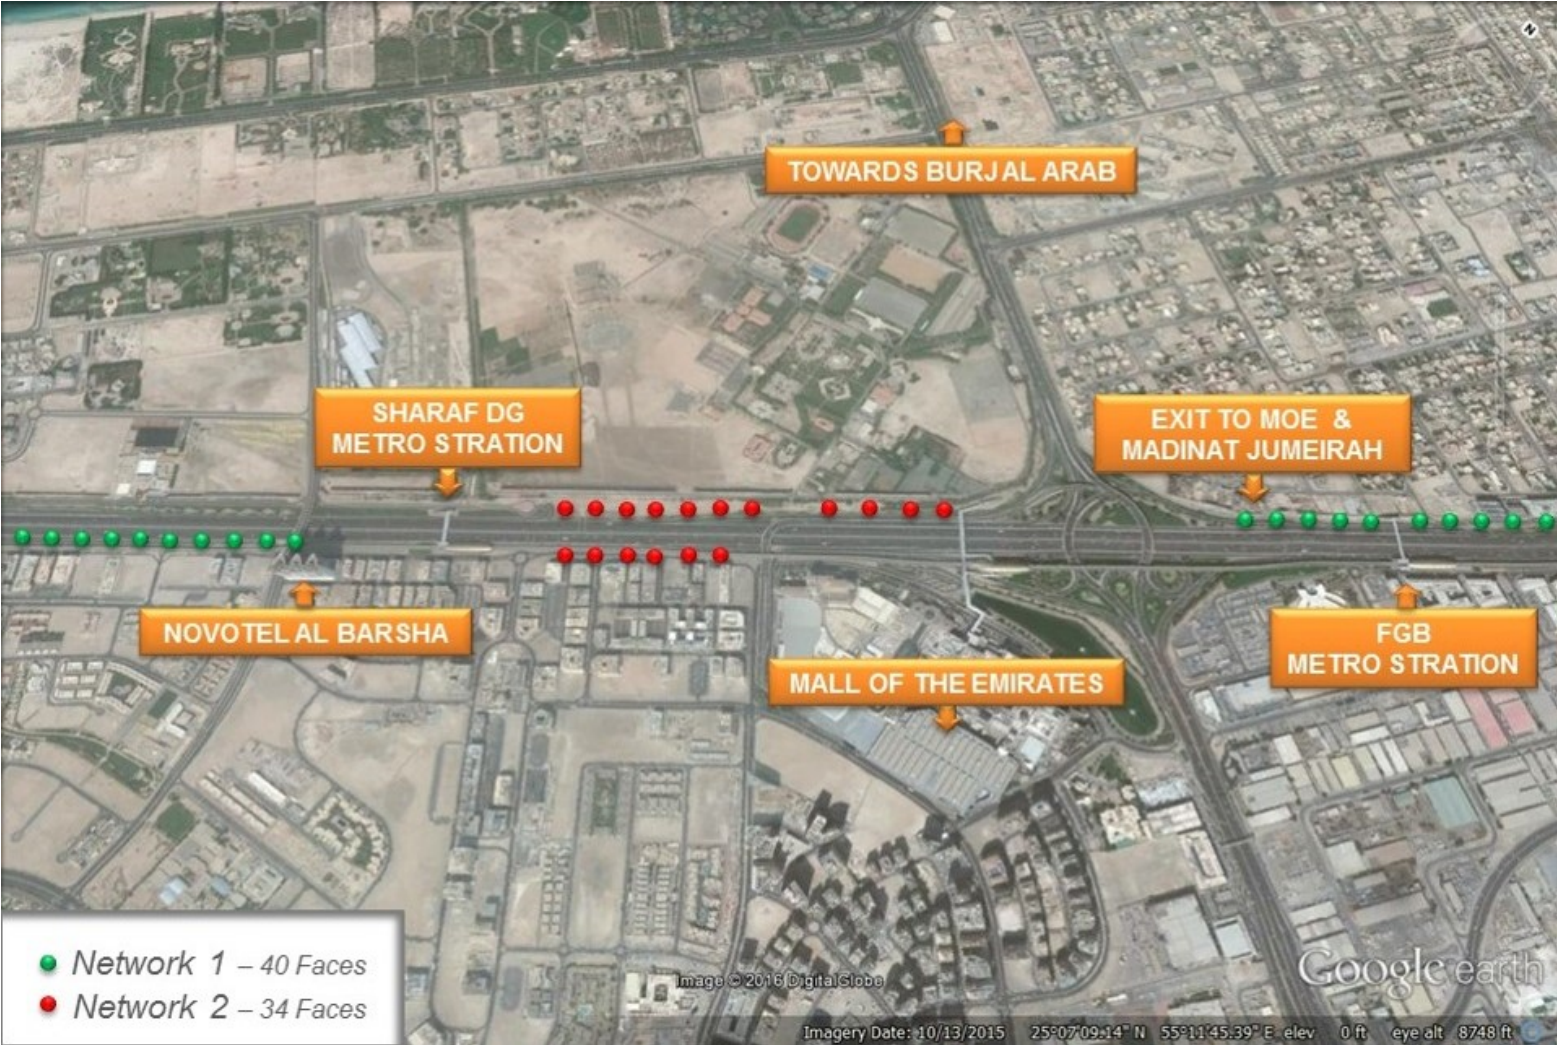 N
TOWARDS BURJ AL ARAB
SHARAF DG
METRO STRATION
EXIT TO MOE &
MADINAT JUMEIRAH
NOVOTEL AL BARSHA
FGB
METRO STRATION
MALL OF THE EMIRATES
Network 1 – 40 Faces
Network 2 – 34 Faces
Image © 2016 DigitalGlobe
Google earth
Imagery Date: 10/13/2015 25°07'09.14" N 55°11'45.39" E elev 0 ft eye alt 8748 ft